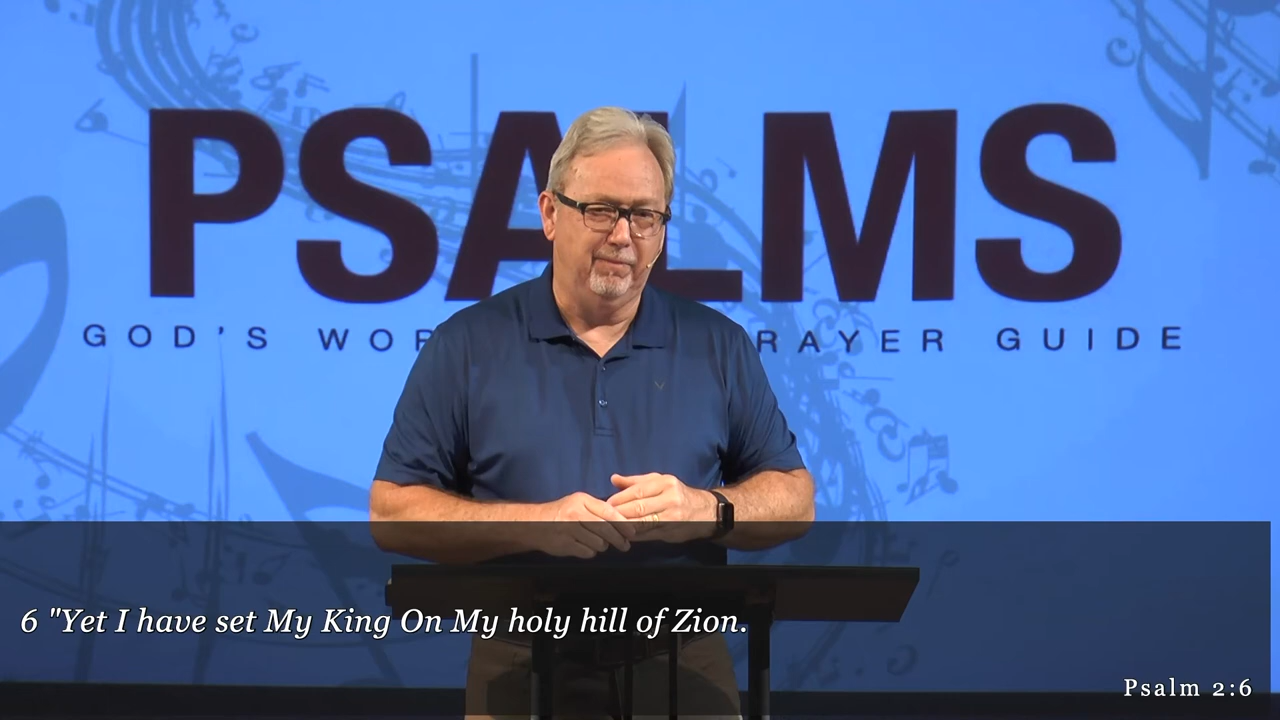 PSALMS
GOD'S RAYER GUIDE
6 "Yet I have set My King On My holy hill of Zion.
Psalm 2:6